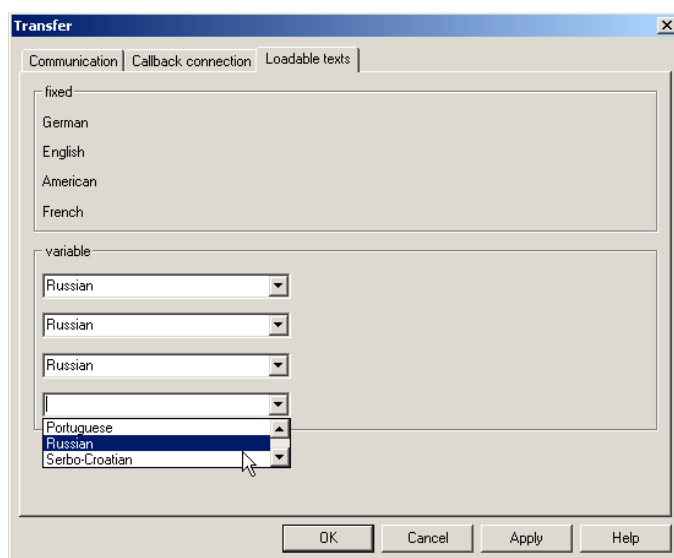 Transfer
Communication Callback connection Loadable texts
fixed
German
English
American
French
variable
Russian
Russian
Russian
Portuguese
Russian
Serbo-Croatian
OK Cancel Apply Help